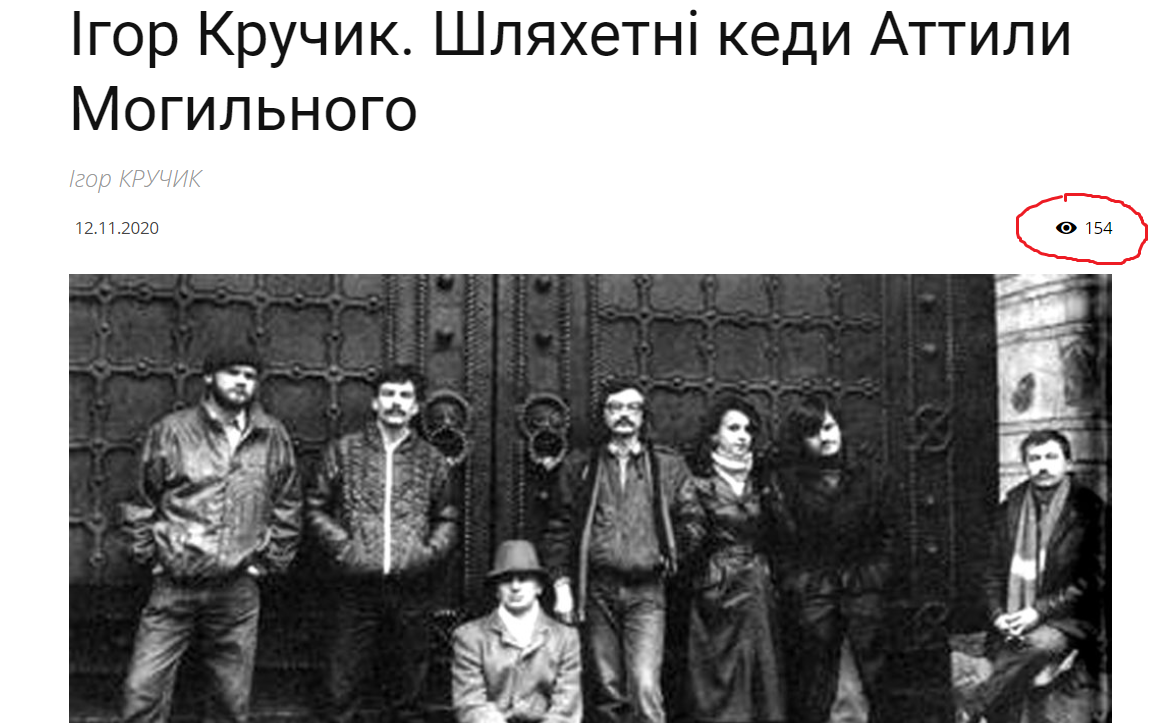 Ігор Кручик. Шляхетні кеди Аттили
Могильного
Ігор КРУЧИК
12.11.2020
154